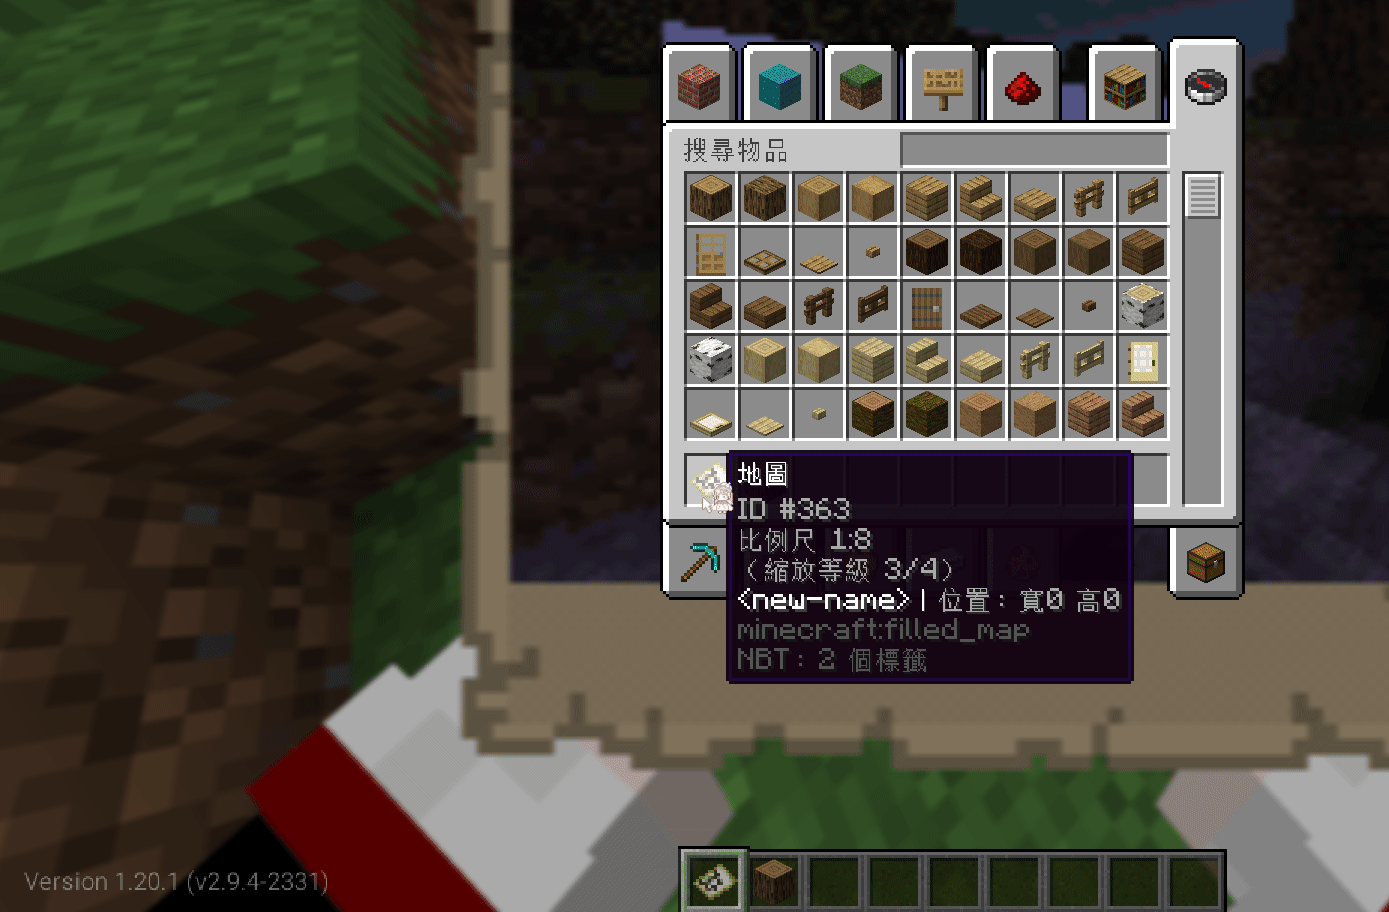 搜尋物品
地圖
ID #363
比例尺 1:8
（縮放等級 3/4）
<new-name> | 位置：寬0 高0
minecraft:filled_map
NBT：2 個標籤
Version 1.20.1 (v2.9.4-2331)